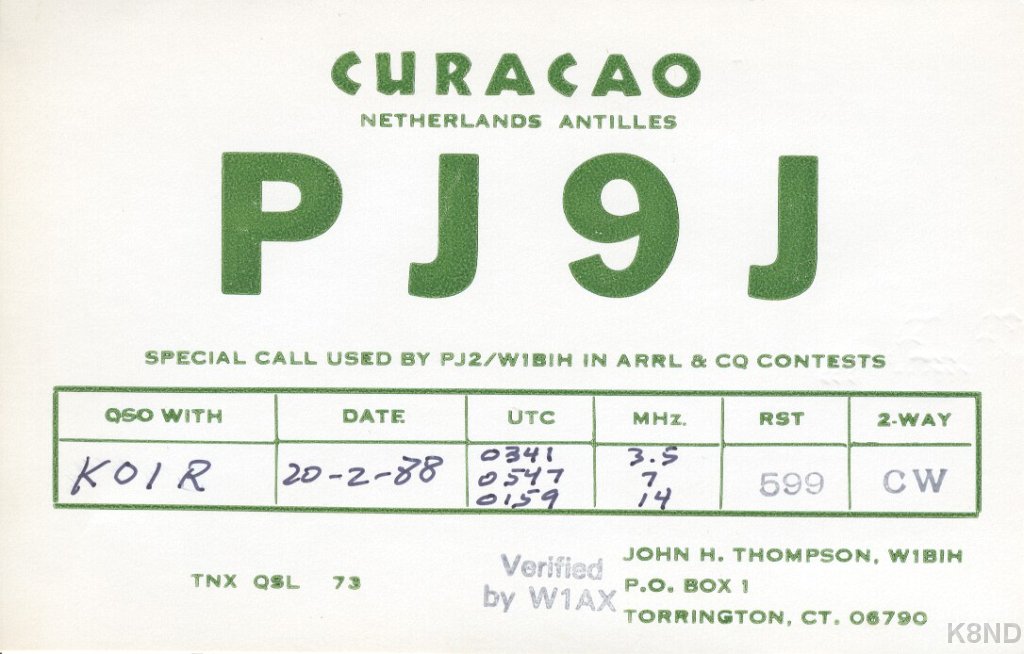 CURACAO
NETHERLANDS ANTILLES
PJ9J
SPECIAL CALL USED BY PJ2/W1BIH IN ARRL & CQ CONTESTS
QSO WITH DATE UTC MHz. RST 2-WAY
K0IR 20-2-88 0341 3.5 599 CW
0547 7
0159 14
TNX QSL 73
Verified
by W1AX
JOHN H. THOMPSON, W1BIH
P.O. BOX 1
TORRINGTON, CT. 06790
K8ND